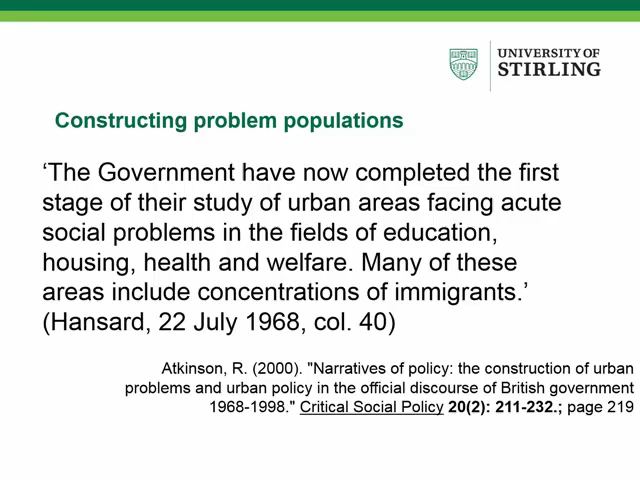 UNIVERSITY OF
STIRLING
Constructing problem populations
‘The Government have now completed the first
stage of their study of urban areas facing acute
social problems in the fields of education,
housing, health and welfare. Many of these
areas include concentrations of immigrants.’
(Hansard, 22 July 1968, col. 40)
Atkinson, R. (2000). "Narratives of policy: the construction of urban
problems and urban policy in the official discourse of British government
1968-1998." Critical Social Policy 20(2): 211-232.; page 219